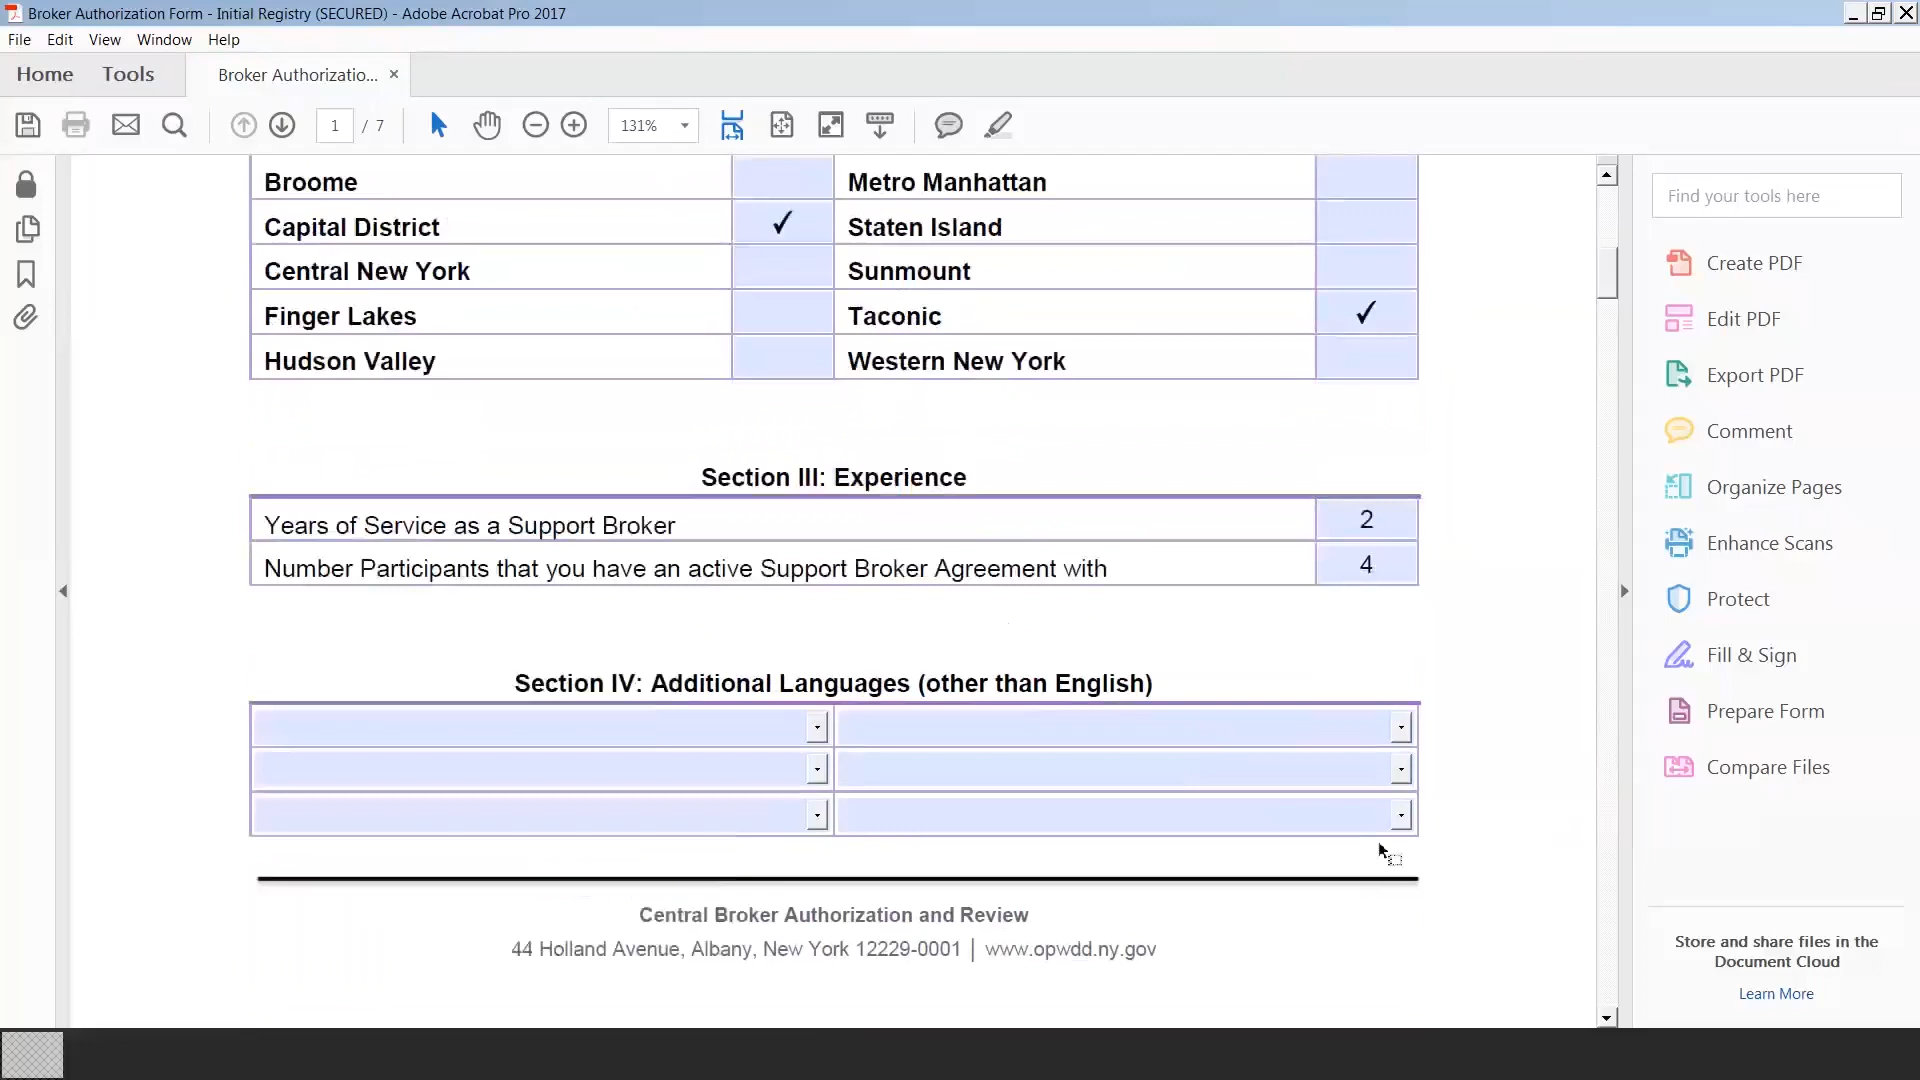 Broker Authorization Form - Initial Registry (SECURED) - Adobe Acrobat Pro 2017
File Edit View Window Help
Home Tools Broker Authorizatio... ×
1 / 7 131%
Find your tools here
Broome Metro Manhattan
Capital District ✓ Staten Island
Central New York Sunmount
Finger Lakes Taconic ✓
Hudson Valley Western New York
Section III: Experience
Years of Service as a Support Broker 2
Number Participants that you have an active Support Broker Agreement with 4
Section IV: Additional Languages (other than English)
Central Broker Authorization and Review
44 Holland Avenue, Albany, New York 12229-0001 | www.opwdd.ny.gov
Create PDF
Edit PDF
Export PDF
Comment
Organize Pages
Enhance Scans
Protect
Fill & Sign
Prepare Form
Compare Files
Store and share files in the
Document Cloud
Learn More